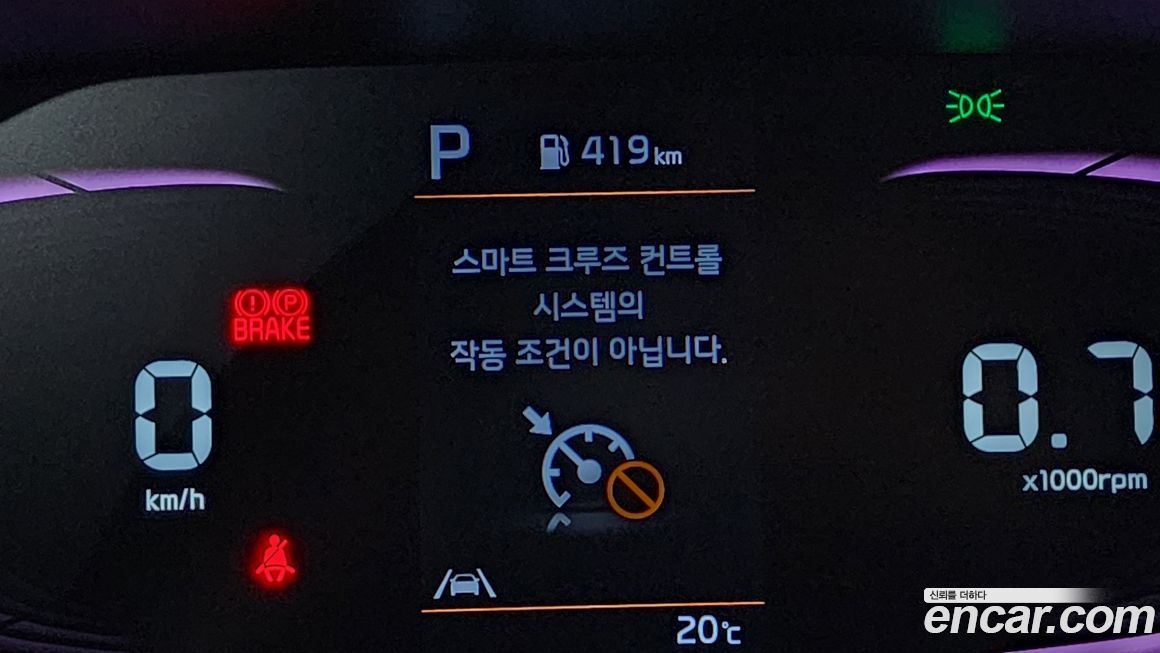 P 419km
스마트 크루즈 컨트롤
시스템의
작동 조건이 아닙니다.
(!) (P)
BRAKE
0
km/h
0.7
x1000rpm
20°C
신뢰를 더하다
encar.com